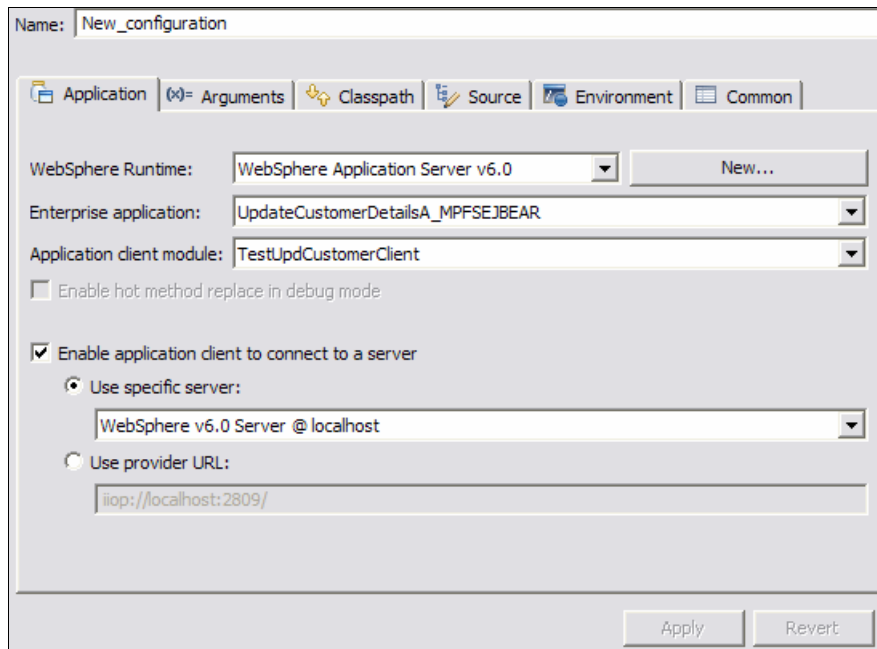 Name: New_configuration
Application (x)= Arguments Classpath Source Environment Common
WebSphere Runtime: WebSphere Application Server v6.0 New...
Enterprise application: UpdateCustomerDetailsA_MPFSEJBEAR
Application client module: TestUpdCustomerClient
Enable hot method replace in debug mode
Enable application client to connect to a server
Use specific server:
WebSphere v6.0 Server @ localhost
Use provider URL:
iiop://localhost:2809/
Apply Revert